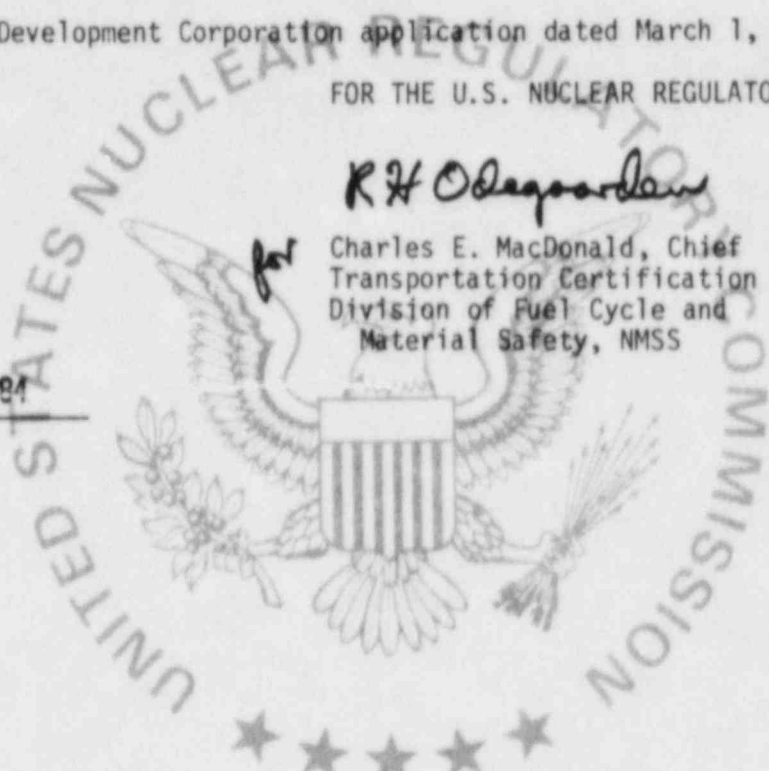 Development Corporation application dated March 1,
FOR THE U.S. NUCLEAR REGULATO
R H Odegaarden
for Charles E. MacDonald, Chief
Transportation Certification
Division of Fuel Cycle and
Material Safety, NMSS
84
UNITED STATES NUCLEAR REGULATORY COMMISSION